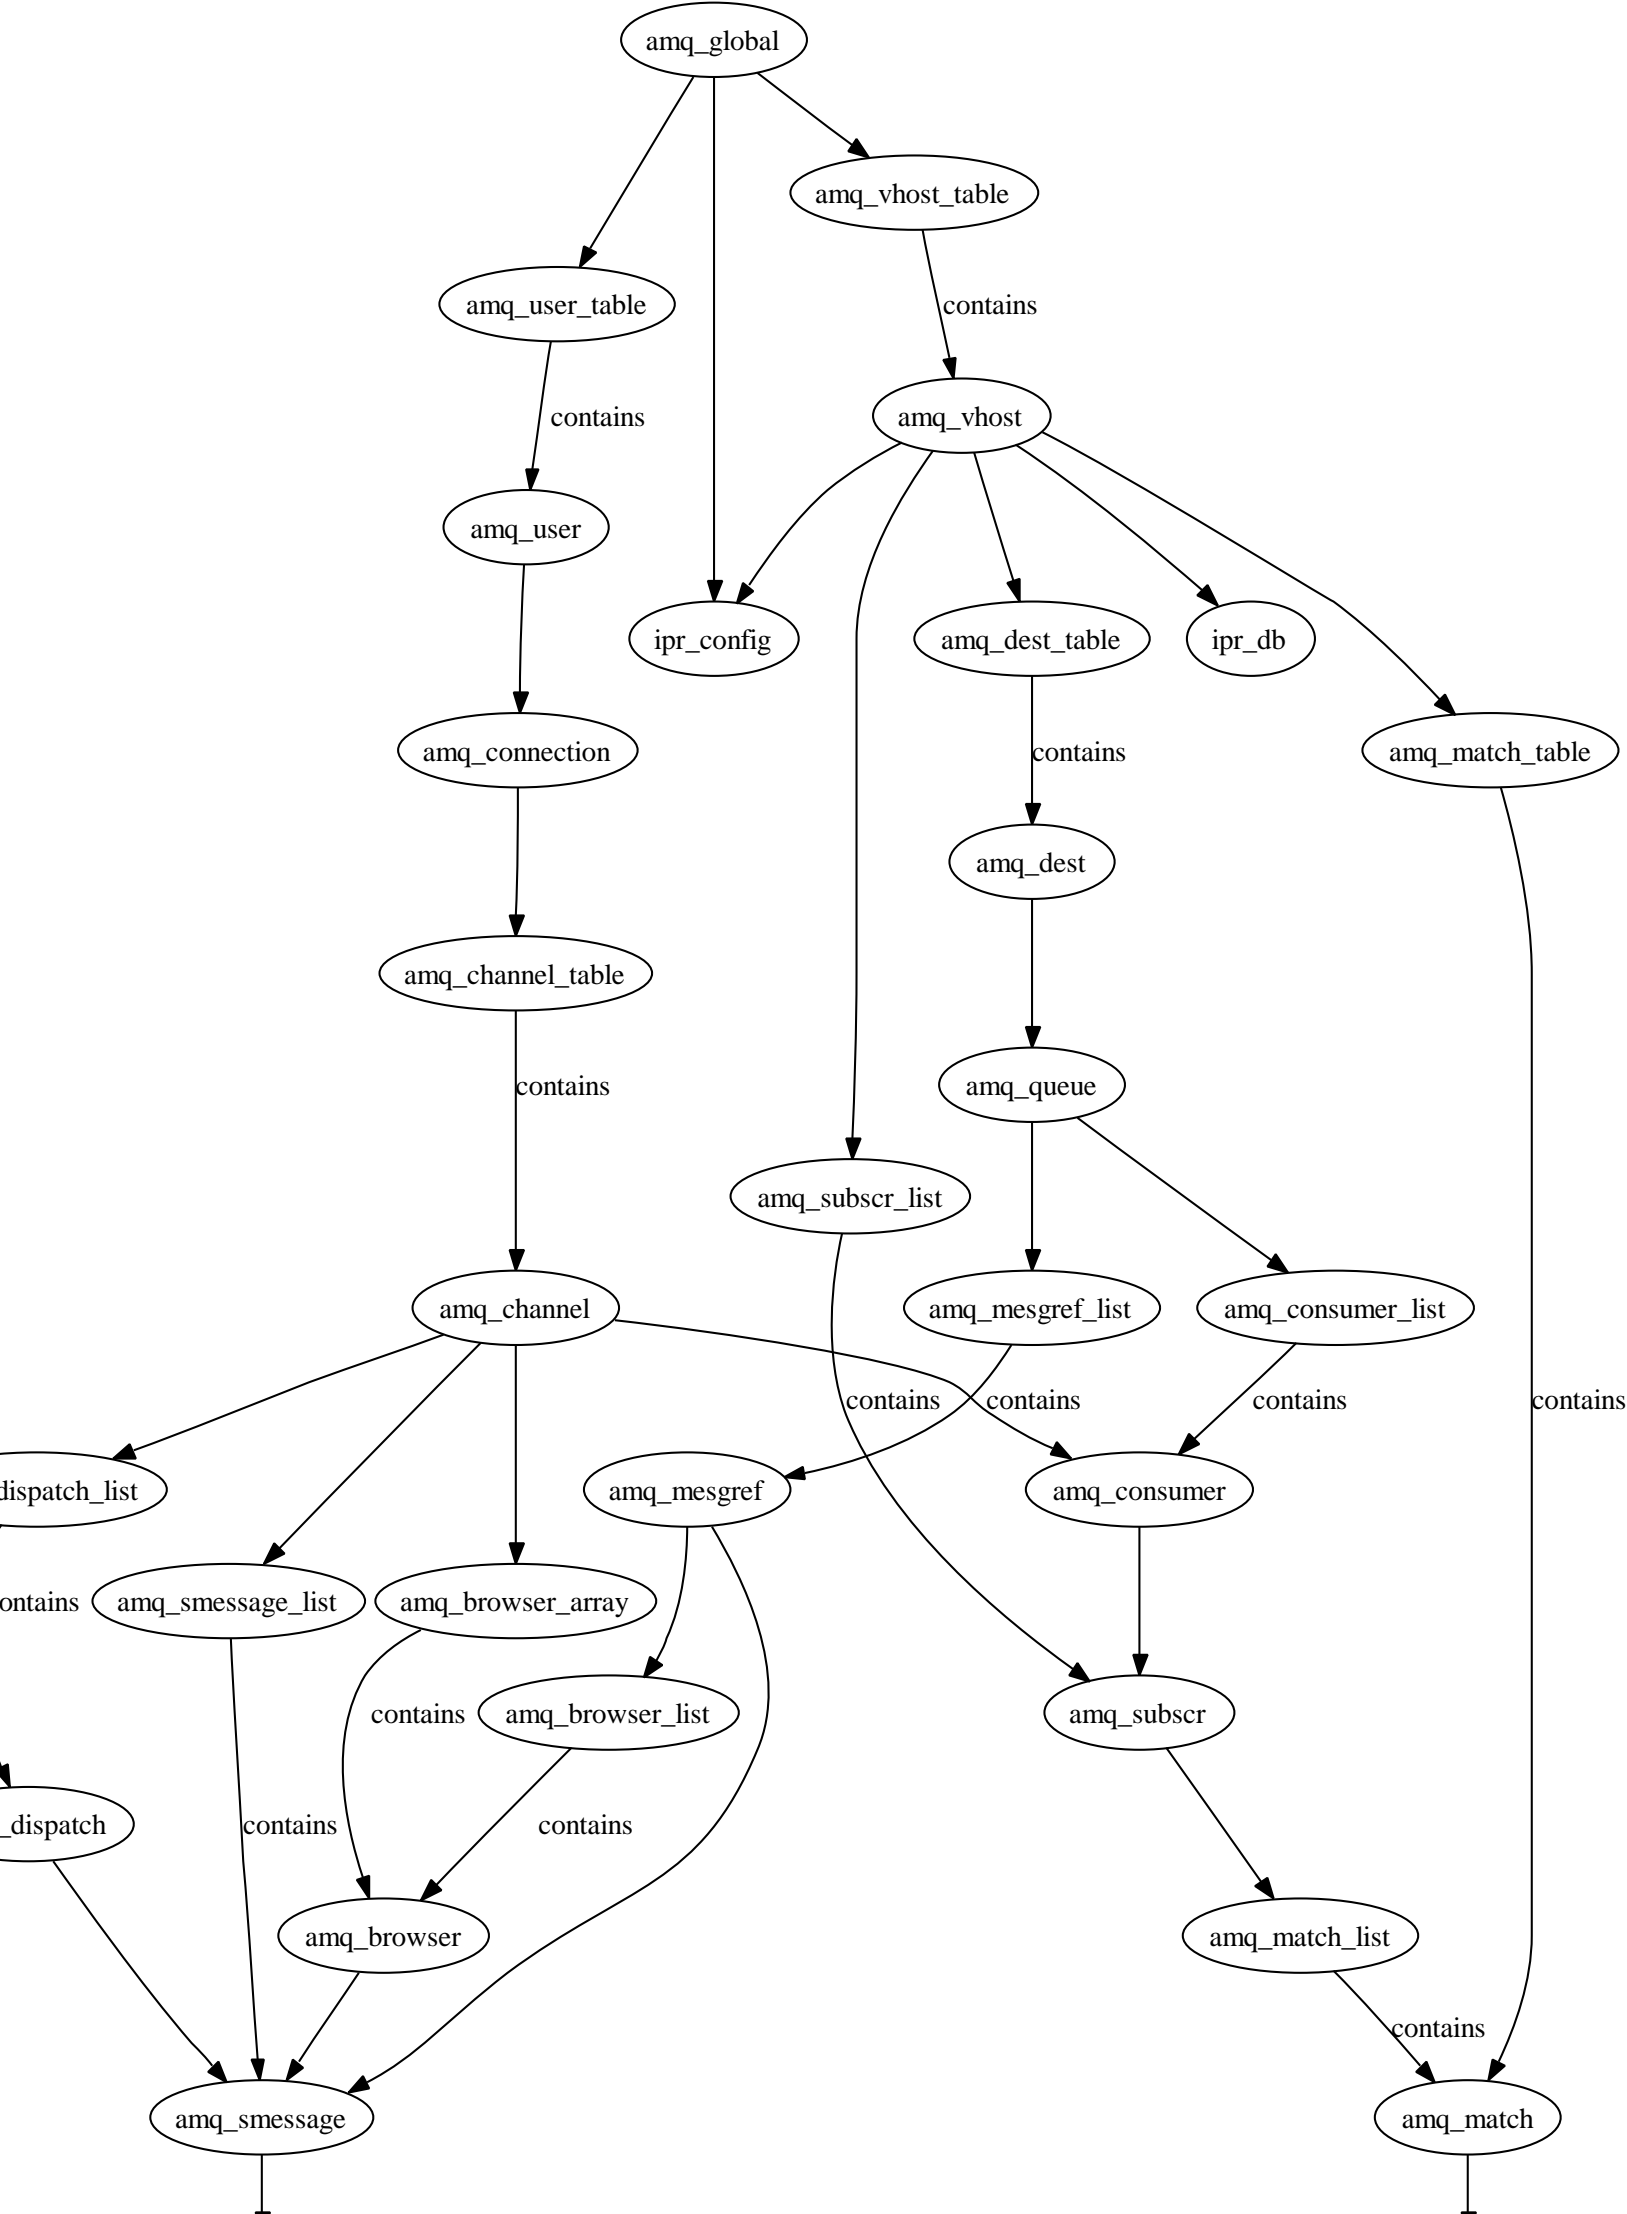 amq_global
amq_vhost_table
amq_user_table
contains
amq_vhost
contains
amq_user
ipr_config
amq_dest_table
ipr_db
amq_connection
contains
amq_match_table
amq_dest
amq_channel_table
contains
amq_queue
amq_subscr_list
amq_channel
amq_mesgref_list
amq_consumer_list
contains
contains
contains
contains
dispatch_list
amq_mesgref
amq_consumer
ontains
amq_smessage_list
amq_browser_array
contains
amq_browser_list
amq_subscr
_dispatch
contains
contains
amq_browser
amq_match_list
contains
amq_smessage
amq_match